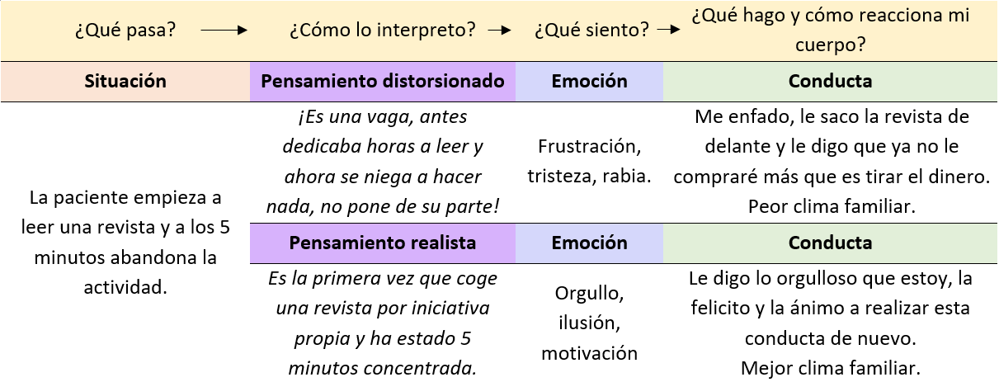 ¿Qué pasa?
¿Cómo lo interpreto?
¿Qué siento?
¿Qué hago y cómo reacciona mi
cuerpo?
Situación
Pensamiento distorsionado
Emoción
Conducta
La paciente empieza a
leer una revista y a los 5
minutos abandona la
actividad.
¡Es una vaga, antes
dedicaba horas a leer y
ahora se niega a hacer
nada, no pone de su parte!
Frustración,
tristeza, rabia.
Me enfado, le saco la revista de
delante y le digo que ya no le
compraré más que es tirar el dinero.
Peor clima familiar.
Pensamiento realista
Emoción
Conducta
Es la primera vez que coge
una revista por iniciativa
propia y ha estado 5
minutos concentrada.
Orgullo,
ilusión,
motivación
Le digo lo orgulloso que estoy, la
felicito y la ánimo a realizar esta
conducta de nuevo.
Mejor clima familiar.